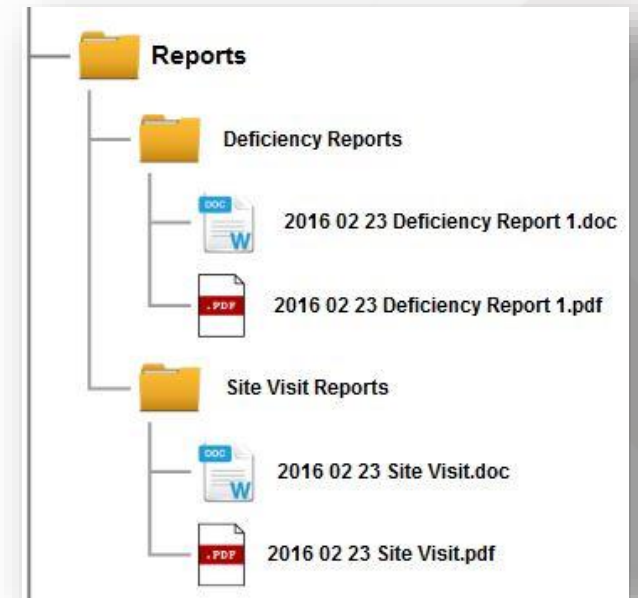 Reports
Deficiency Reports
DOC
W
2016 02 23 Deficiency Report 1.doc
.PDF
2016 02 23 Deficiency Report 1.pdf
Site Visit Reports
DOC
W
2016 02 23 Site Visit.doc
.PDF
2016 02 23 Site Visit.pdf